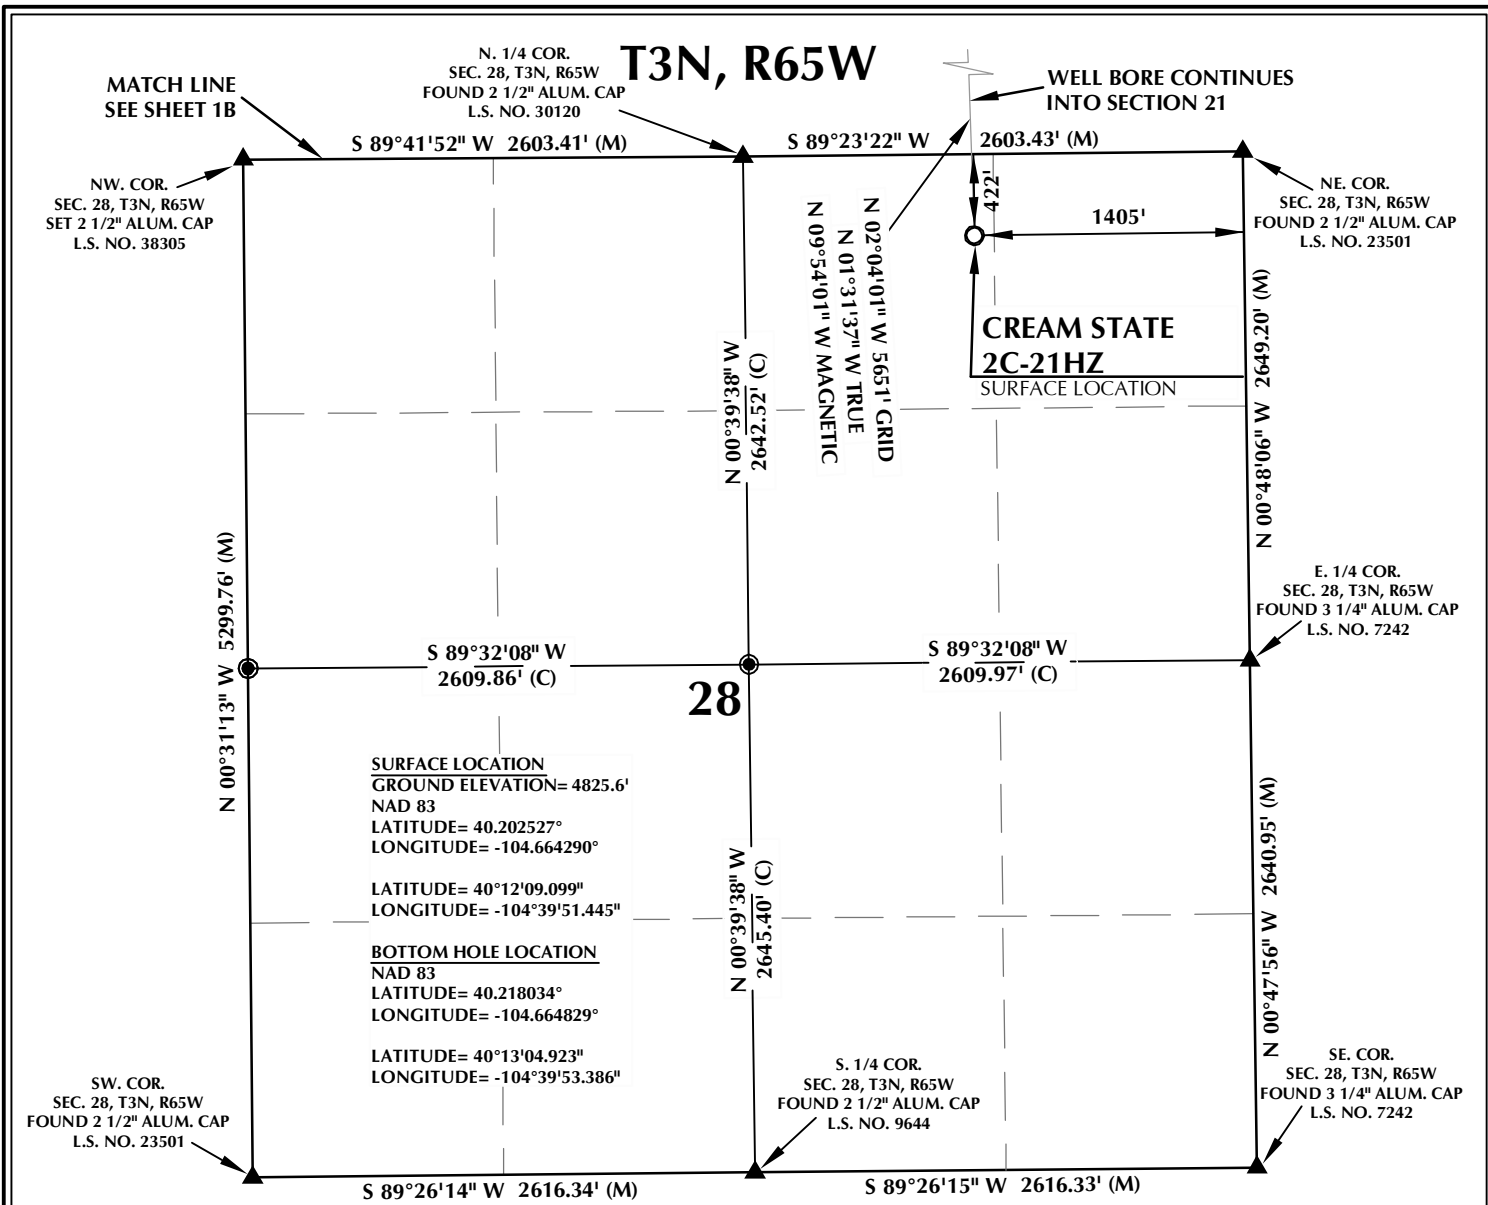 T3N, R65W
MATCH LINE
SEE SHEET 1B
N. 1/4 COR.
SEC. 28, T3N, R65W
FOUND 2 1/2" ALUM. CAP
L.S. NO. 30120
WELL BORE CONTINUES
INTO SECTION 21
S 89°41'52" W 2603.41' (M)
S 89°23'22" W 2603.43' (M)
NW. COR.
SEC. 28, T3N, R65W
SET 2 1/2" ALUM. CAP
L.S. NO. 38305
NE. COR.
SEC. 28, T3N, R65W
FOUND 2 1/2" ALUM. CAP
L.S. NO. 23501
422'
1405'
N 02°04'01" W 5651' GRID
N 01°31'37" W TRUE
N 09°54'01" W MAGNETIC
CREAM STATE
2C-21HZ
SURFACE LOCATION
N 00°39'38" W
2642.52' (C)
N 00°48'06" W 2649.20' (M)
N 00°31'13" W 5299.76' (M)
E. 1/4 COR.
SEC. 28, T3N, R65W
FOUND 3 1/4" ALUM. CAP
L.S. NO. 7242
S 89°32'08" W
2609.86' (C)
S 89°32'08" W
2609.97' (C)
28
SURFACE LOCATION
GROUND ELEVATION= 4825.6'
NAD 83
LATITUDE= 40.202527°
LONGITUDE= -104.664290°
LATITUDE= 40°12'09.099"
LONGITUDE= -104°39'51.445"
BOTTOM HOLE LOCATION
NAD 83
LATITUDE= 40.218034°
LONGITUDE= -104.664829°
LATITUDE= 40°13'04.923"
LONGITUDE= -104°39'53.386"
N 00°39'38" W
2645.40' (C)
N 00°47'56" W 2640.95' (M)
SW. COR.
SEC. 28, T3N, R65W
FOUND 2 1/2" ALUM. CAP
L.S. NO. 23501
S. 1/4 COR.
SEC. 28, T3N, R65W
FOUND 2 1/2" ALUM. CAP
L.S. NO. 9644
SE. COR.
SEC. 28, T3N, R65W
FOUND 3 1/4" ALUM. CAP
L.S. NO. 7242
S 89°26'14" W 2616.34' (M)
S 89°26'15" W 2616.33' (M)